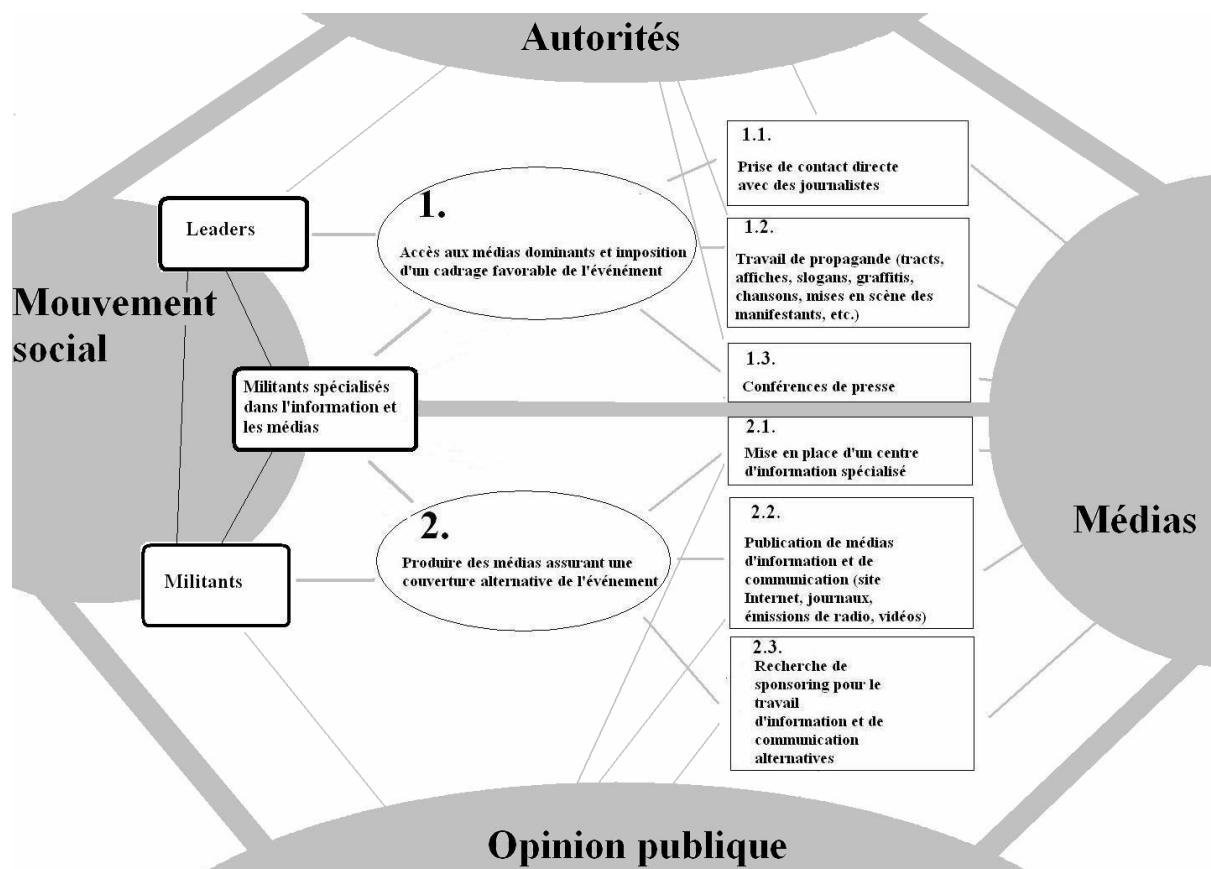 Autorités
1.1.
Prise de contact directe
avec des journalistes
Leaders
1.
Accès aux médias dominants et imposition
d'un cadrage favorable de l'événément
1.2.
Travail de propagande (tracts,
affiches, slogans, graffitis,
chansons, mises en scène des
manifestants, etc.)
Mouvement
social
1.3.
Conférences de presse
Militants spécialisés
dans l'information et
les médias
2.1.
Mise en place d'un centre
d'information spécialisé
Médias
2.
Produire des médias assurant une
couverture alternative de l'événement
Militants
2.2.
Publication de médias
d'information et de
communication (site
Internet, journaux,
émissions de radio, vidéos)
2.3.
Recherche de
sponsoring pour le
travail
d'information et de
communication
alternatives
Opinion publique